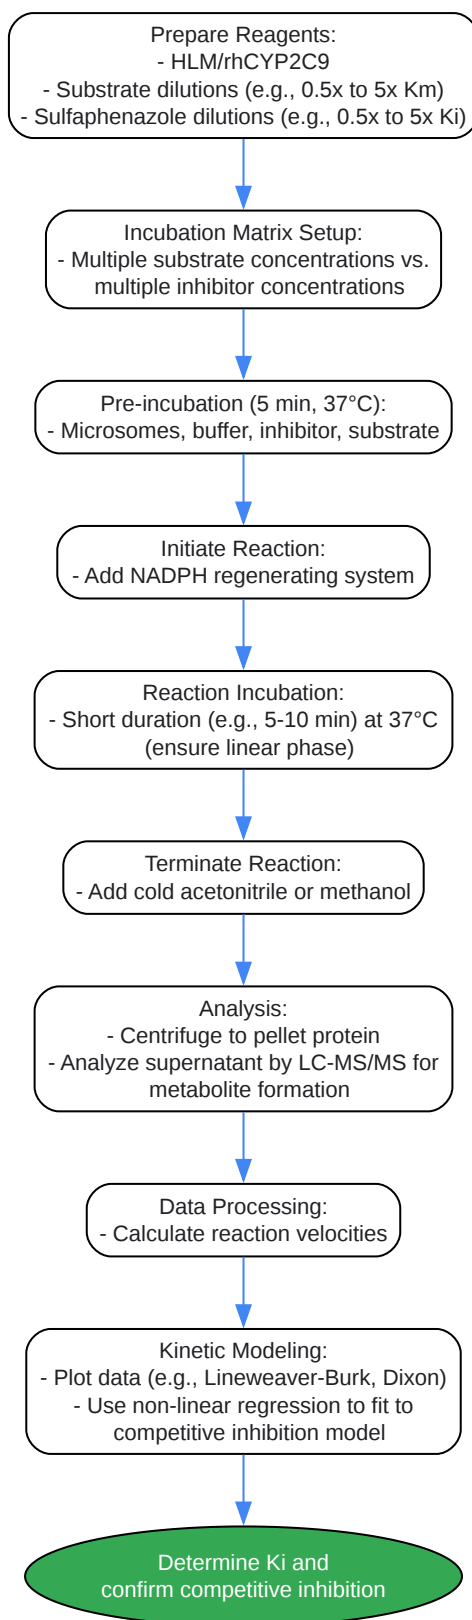 Prepare Reagents:
- HLM/rhCYP2C9
- Substrate dilutions (e.g., 0.5x to 5x Km)
- Sulfaphenazole dilutions (e.g., 0.5x to 5x Ki)
Incubation Matrix Setup:
- Multiple substrate concentrations vs.
multiple inhibitor concentrations
Pre-incubation (5 min, 37°C):
- Microsomes, buffer, inhibitor, substrate
Initiate Reaction:
- Add NADPH regenerating system
Reaction Incubation:
- Short duration (e.g., 5-10 min) at 37°C
(ensure linear phase)
Terminate Reaction:
- Add cold acetonitrile or methanol
Analysis:
- Centrifuge to pellet protein
- Analyze supernatant by LC-MS/MS for
metabolite formation
Data Processing:
- Calculate reaction velocities
Kinetic Modeling:
- Plot data (e.g., Lineweaver-Burk, Dixon)
- Use non-linear regression to fit to
competitive inhibition model
Determine Ki and
confirm competitive inhibition